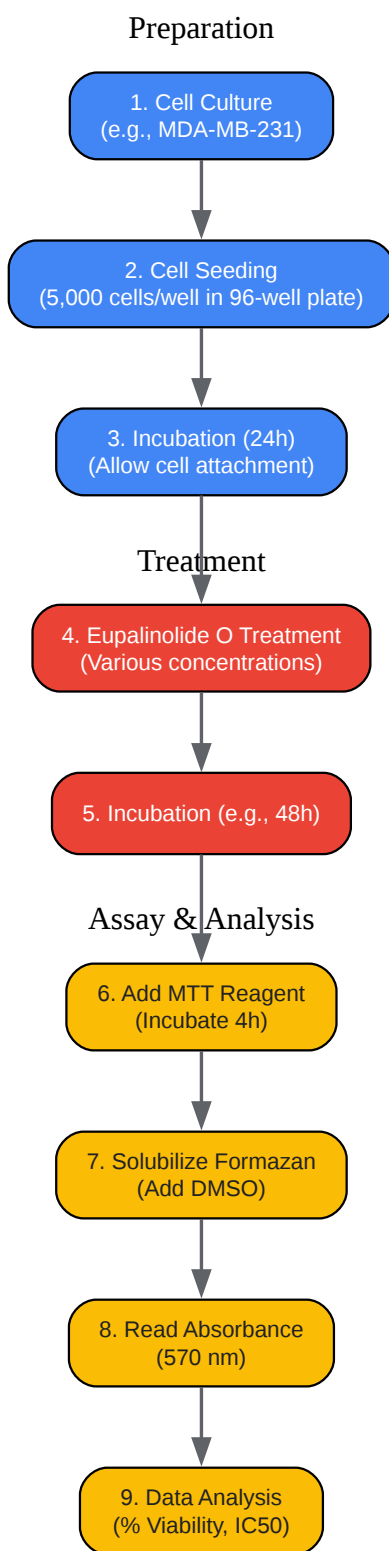 Preparation
1. Cell Culture
(e.g., MDA-MB-231)
2. Cell Seeding
(5,000 cells/well in 96-well plate)
3. Incubation (24h)
(Allow cell attachment)
Treatment
4. Eupalinolide O Treatment
(Various concentrations)
5. Incubation (e.g., 48h)
Assay & Analysis
6. Add MTT Reagent
(Incubate 4h)
7. Solubilize Formazan
(Add DMSO)
8. Read Absorbance
(570 nm)
9. Data Analysis
(% Viability, IC50)